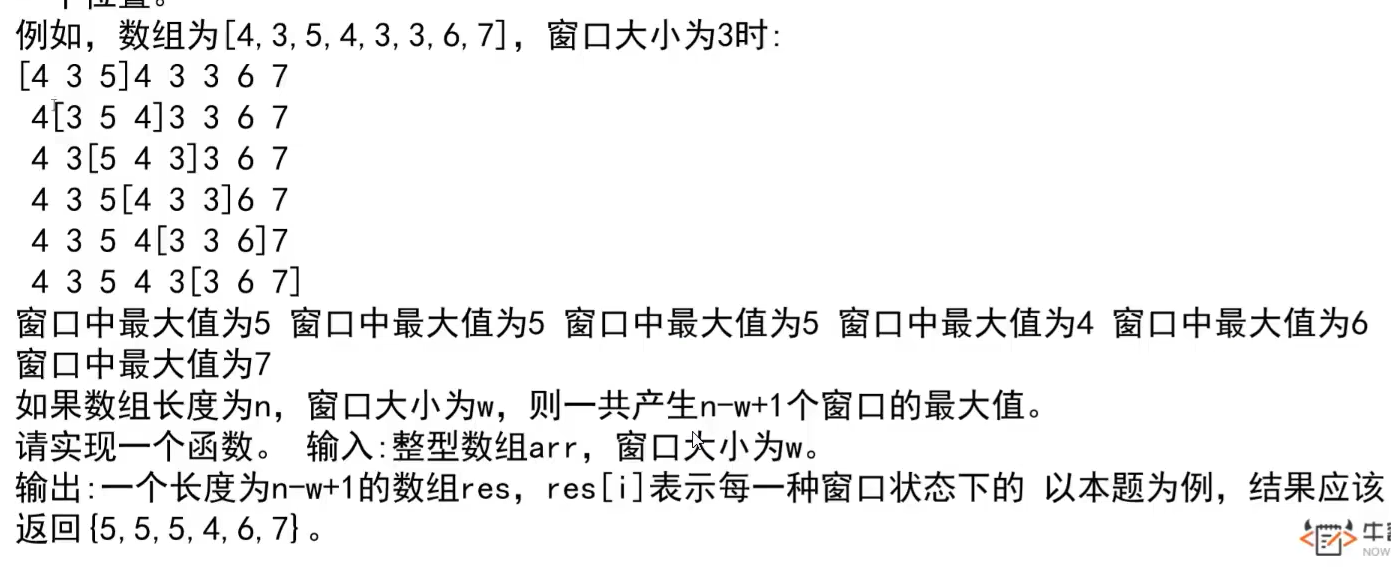 一个位置。
例如，数组为[4,3,5,4,3,3,6,7]，窗口大小为3时:
[4 3 5]4 3 3 6 7
4[3 5 4]3 3 6 7
4 3[5 4 3]3 6 7
4 3 5[4 3 3]6 7
4 3 5 4[3 3 6]7
4 3 5 4 3[3 6 7]
窗口中最大值为5 窗口中最大值为5 窗口中最大值为5 窗口中最大值为4 窗口中最大值为6
窗口中最大值为7
如果数组长度为n，窗口大小为w，则一共产生n-w+1个窗口的最大值。
请实现一个函数。 输入:整型数组arr，窗口大小为w。
输出:一个长度为n-w+1的数组res，res[i]表示每一种窗口状态下的 以本题为例，结果应该
返回{5,5,5,4,6,7}。
牛
NOW